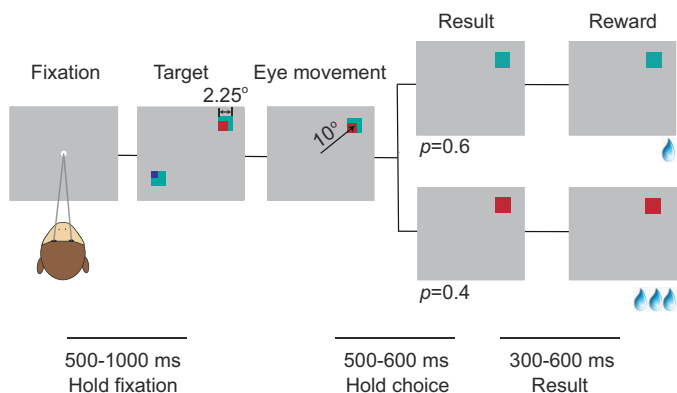 Fixation
Target
Eye movement
Result
Reward
2.25°
10°
p=0.6
p=0.4
500-1000 ms
Hold fixation
500-600 ms
Hold choice
300-600 ms
Result